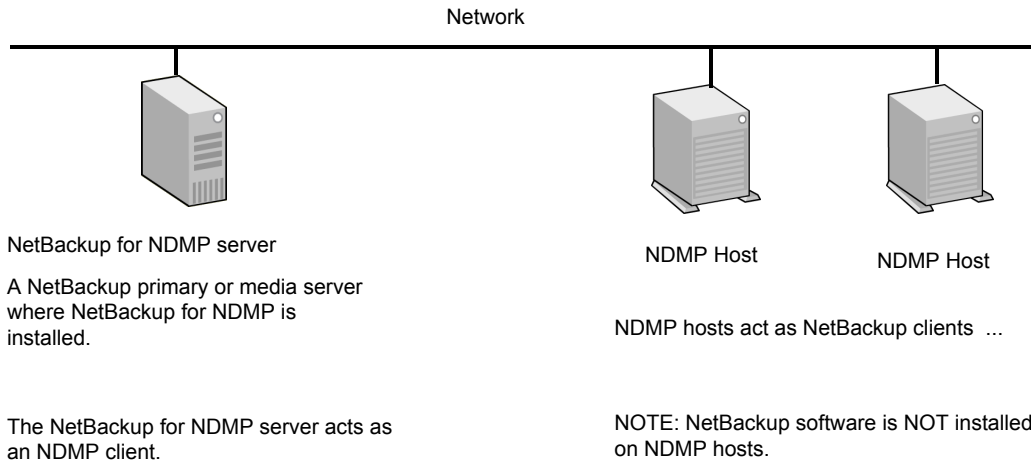 Network
NetBackup for NDMP server
A NetBackup primary or media server
where NetBackup for NDMP is
installed.
The NetBackup for NDMP server acts as
an NDMP client.
NDMP Host
NDMP Host
NDMP hosts act as NetBackup clients ...
NOTE: NetBackup software is NOT installed
on NDMP hosts.